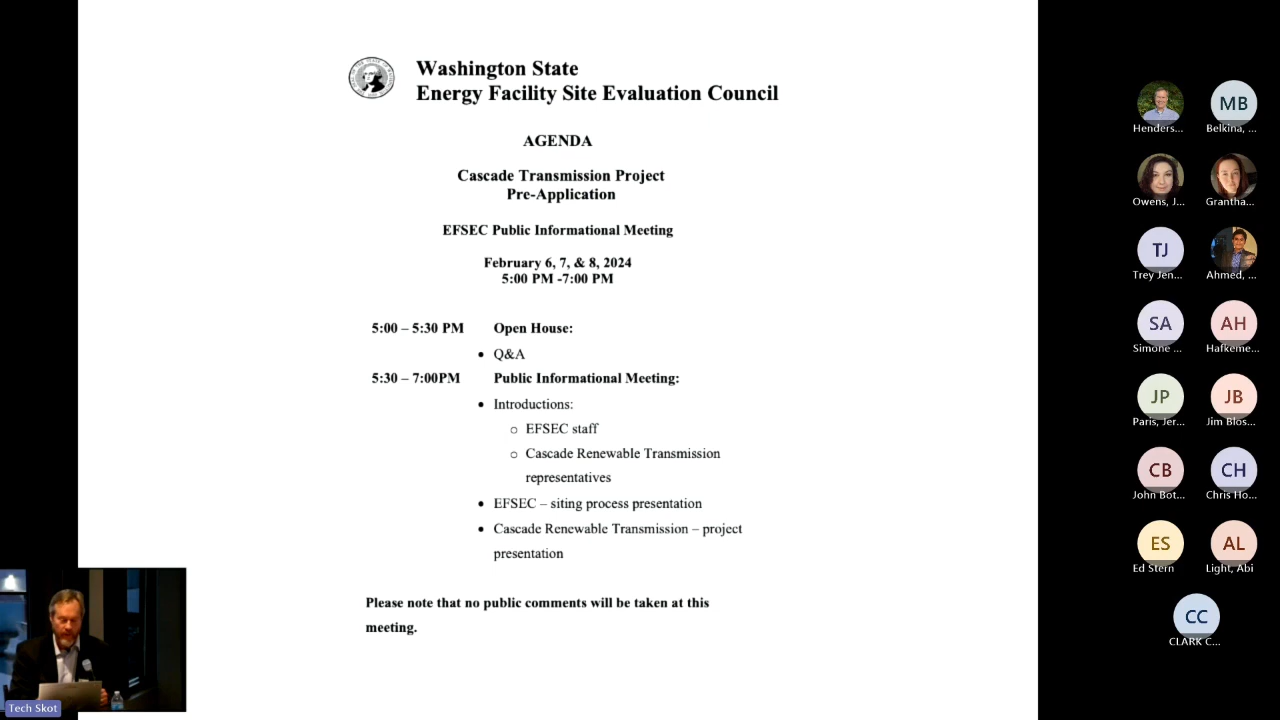 Washington State
Energy Facility Site Evaluation Council
AGENDA
Cascade Transmission Project
Pre-Application
EFSEC Public Informational Meeting
February 6, 7, & 8, 2024
5:00 PM -7:00 PM
5:00 – 5:30 PM Open House:
• Q&A
5:30 – 7:00PM Public Informational Meeting:
• Introductions:
○ EFSEC staff
○ Cascade Renewable Transmission
representatives
• EFSEC – siting process presentation
• Cascade Renewable Transmission – project
presentation
Please note that no public comments will be taken at this
meeting.
Tech Skot
MB
Henders... Belkina, ...
Owens, J... Grantha...
TJ
Trey Jen... Ahmed, ...
SA AH
Simone ... Hafkeme...
JP JB
Paris, Jer... Jim Blos...
CB CH
John Bot... Chris Ho...
ES AL
Ed Stern Light, Abi
CC
CLARK C...